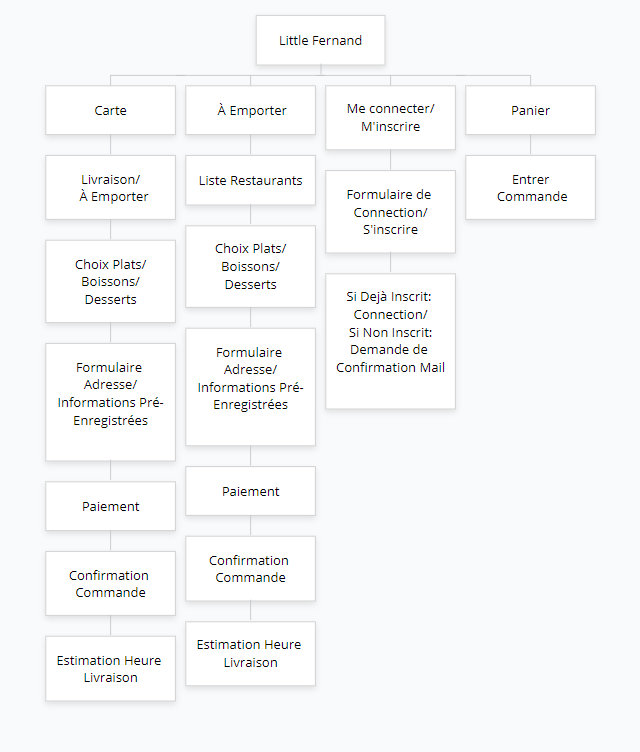 Little Fernand
Carte
À Emporter
Me connecter/
M'inscrire
Panier
Livraison/
À Emporter
Liste Restaurants
Formulaire de
Connection/
S'inscrire
Entrer
Commande
Choix Plats/
Boissons/
Desserts
Choix Plats/
Boissons/
Desserts
Si Dejà Inscrit:
Connection/
Si Non Inscrit:
Demande de
Confirmation Mail
Formulaire
Adresse/
Informations Pré-
Enregistrées
Formulaire
Adresse/
Informations Pré-
Enregistrées
Paiement
Paiement
Confirmation
Commande
Confirmation
Commande
Estimation Heure
Livraison
Estimation Heure
Livraison